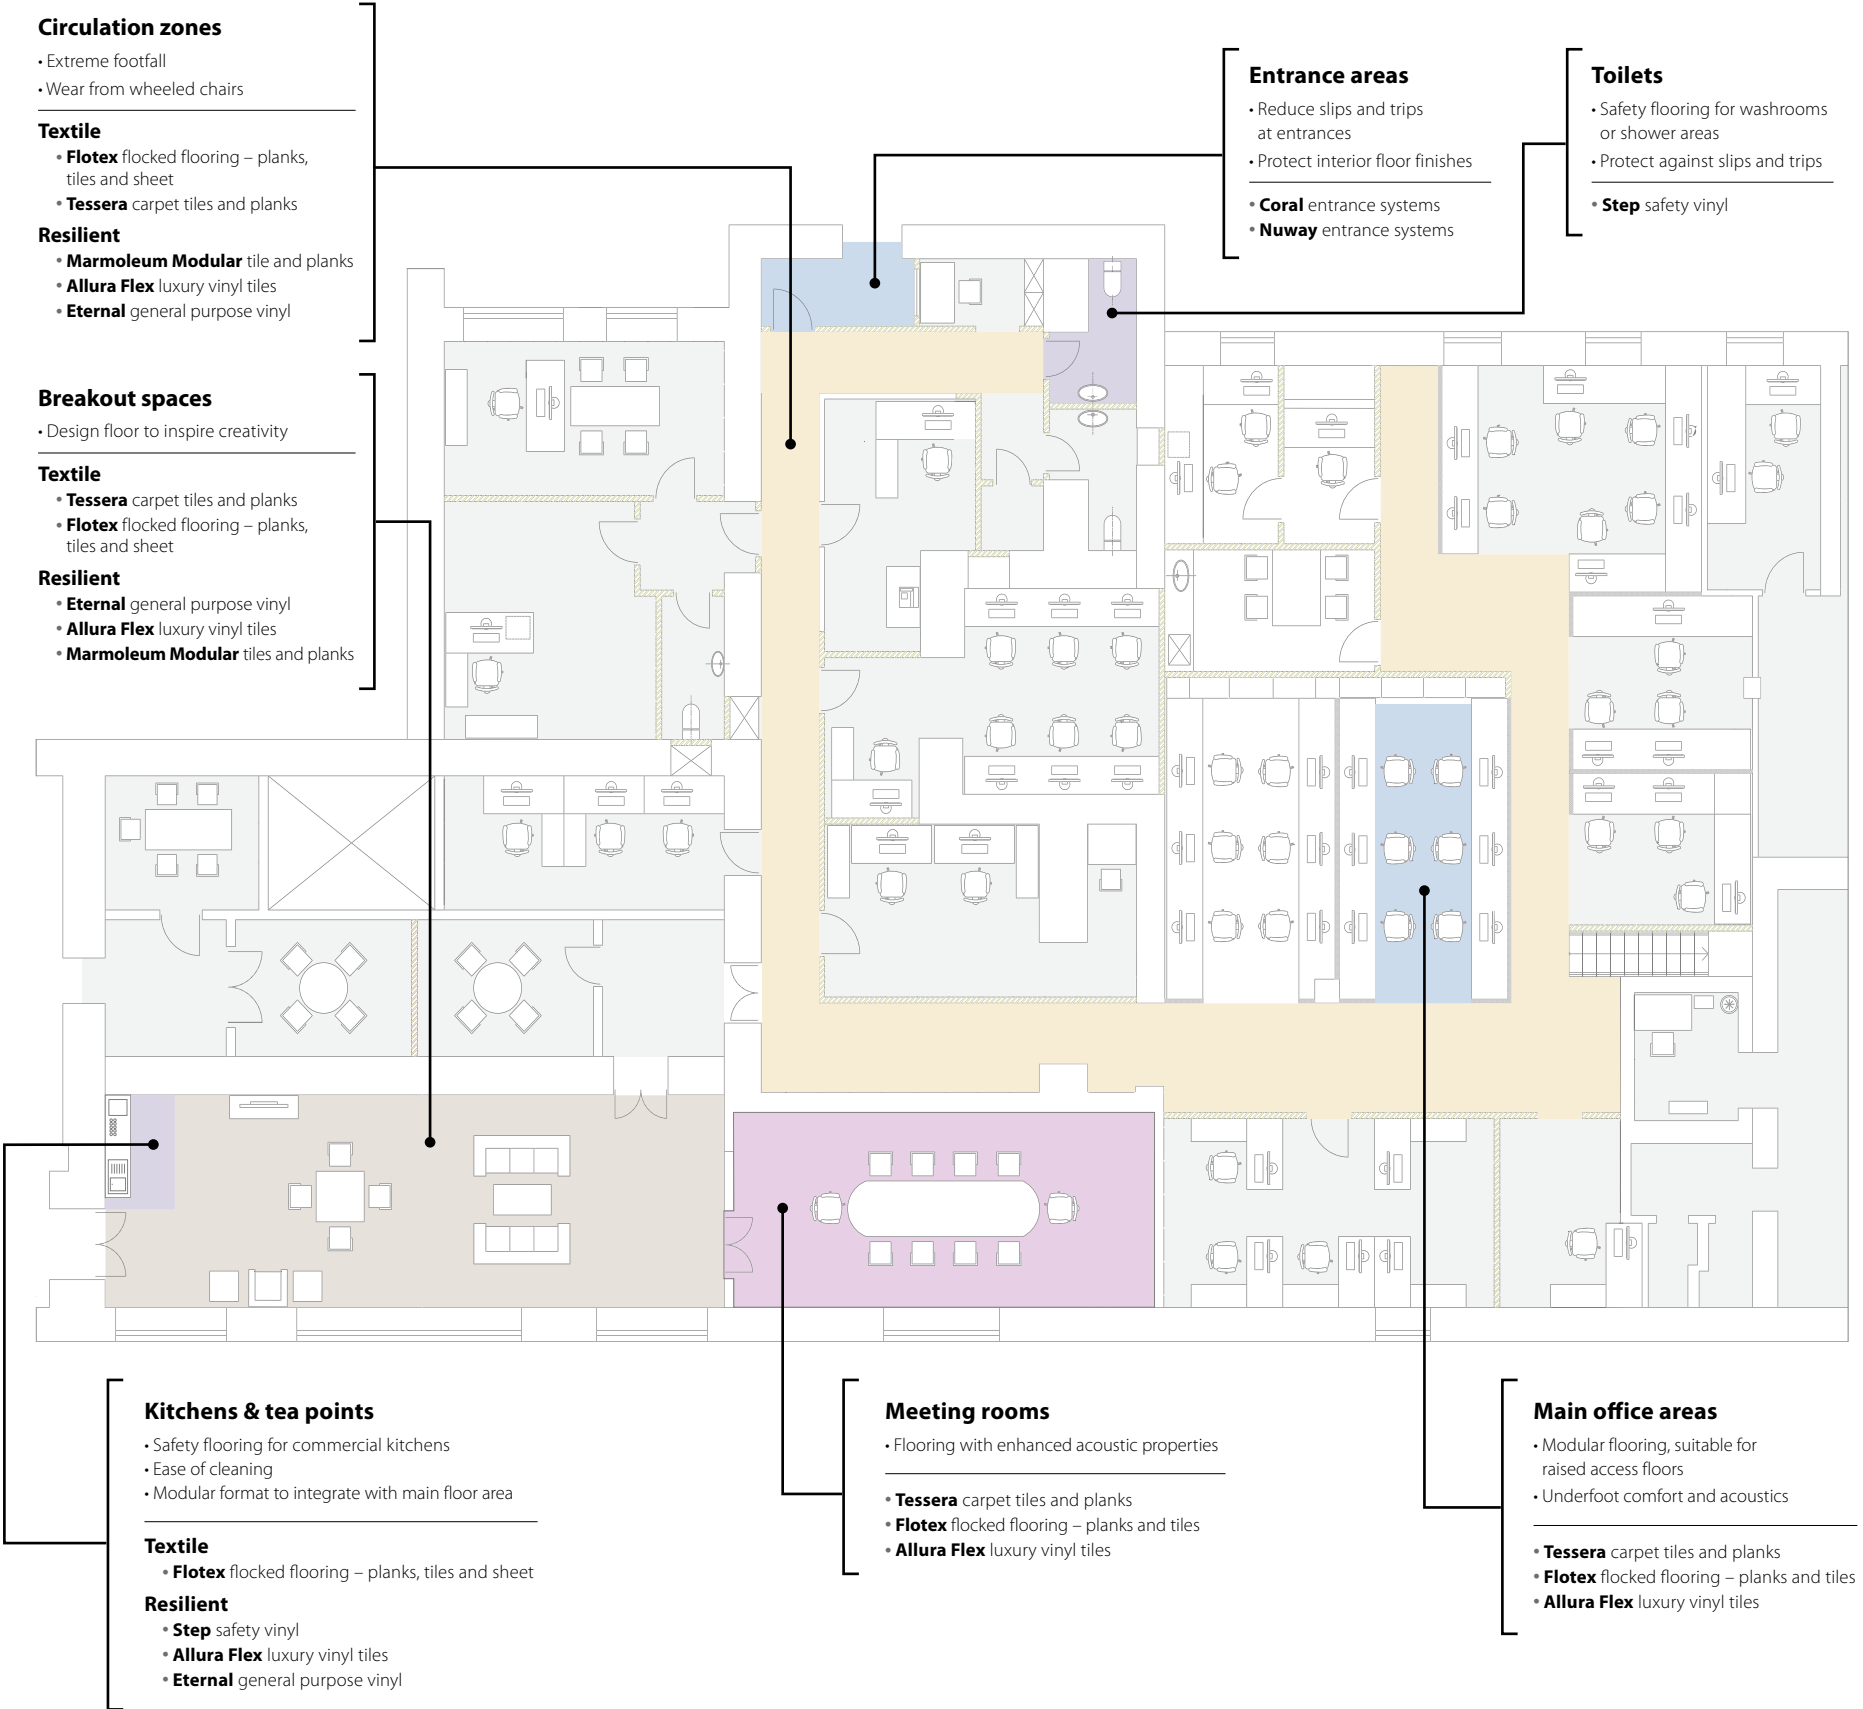 Circulation zones
• Extreme footfall
• Wear from wheeled chairs
Textile
• Flotex flocked flooring – planks,
tiles and sheet
• Tessera carpet tiles and planks
Resilient
• Marmoleum Modular tile and planks
• Allura Flex luxury vinyl tiles
• Eternal general purpose vinyl
Breakout spaces
• Design floor to inspire creativity
Textile
• Tessera carpet tiles and planks
• Flotex flocked flooring – planks,
tiles and sheet
Resilient
• Eternal general purpose vinyl
• Allura Flex luxury vinyl tiles
• Marmoleum Modular tiles and planks
Entrance areas
• Reduce slips and trips
at entrances
• Protect interior floor finishes
• Coral entrance systems
• Nuway entrance systems
Toilets
• Safety flooring for washrooms
or shower areas
• Protect against slips and trips
• Step safety vinyl
Kitchens & tea points
• Safety flooring for commercial kitchens
• Ease of cleaning
• Modular format to integrate with main floor area
Textile
• Flotex flocked flooring – planks, tiles and sheet
Resilient
• Step safety vinyl
• Allura Flex luxury vinyl tiles
• Eternal general purpose vinyl
Meeting rooms
• Flooring with enhanced acoustic properties
• Tessera carpet tiles and planks
• Flotex flocked flooring – planks and tiles
• Allura Flex luxury vinyl tiles
Main office areas
• Modular flooring, suitable for
raised access floors
• Underfoot comfort and acoustics
• Tessera carpet tiles and planks
• Flotex flocked flooring – planks and tiles
• Allura Flex luxury vinyl tiles